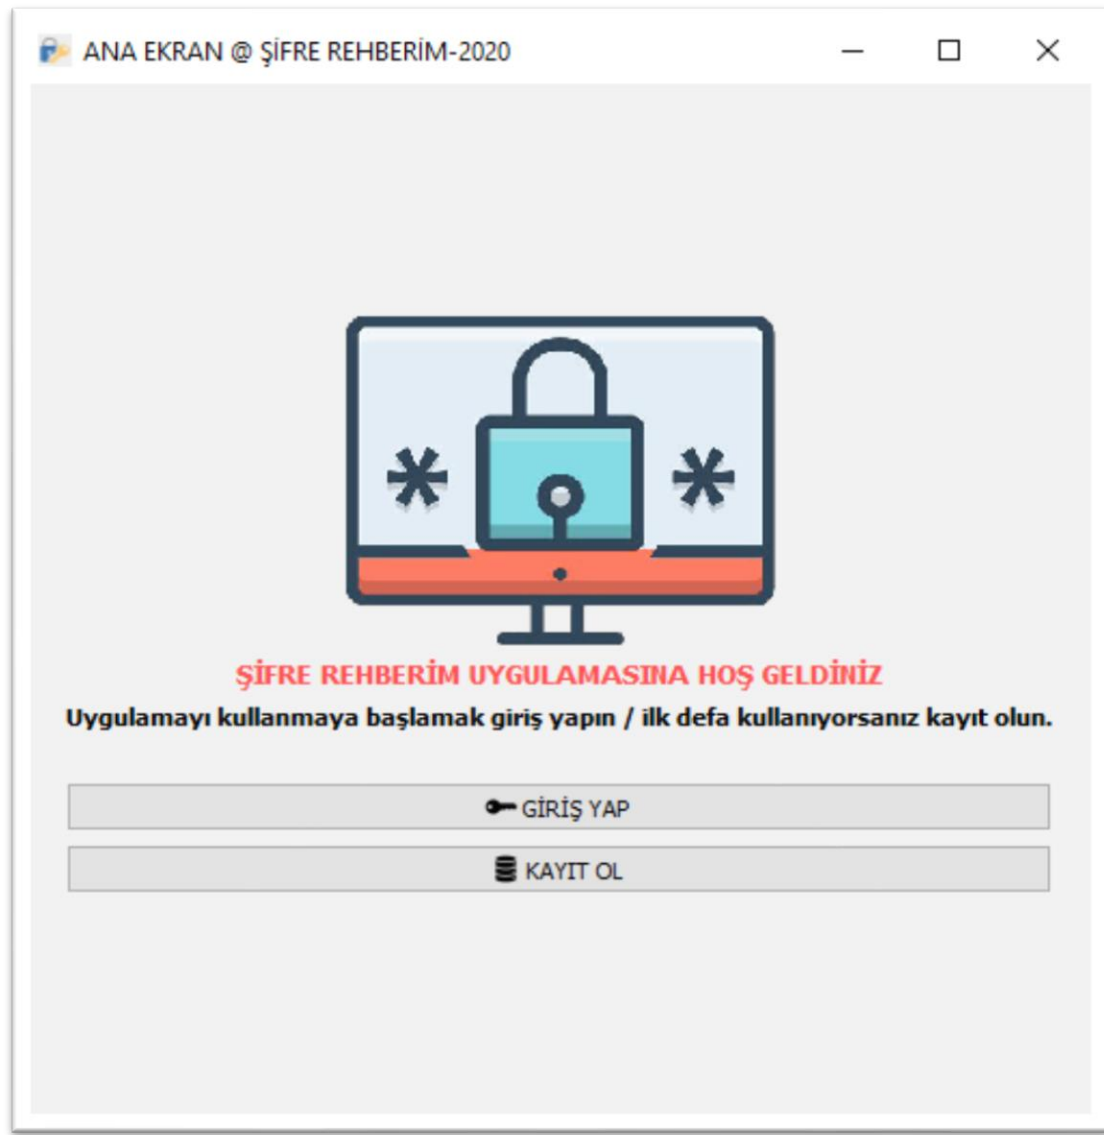 ANA EKRAN @ ŞİFRE REHBERİM-2020
ŞİFRE REHBERİM UYGULAMASINA HOŞ GELDİNİZ
Uygulamayı kullanmaya başlamak giriş yapın / ilk defa kullanıyorsanız kayıt olun.
GİRİŞ YAP
KAYIT OL